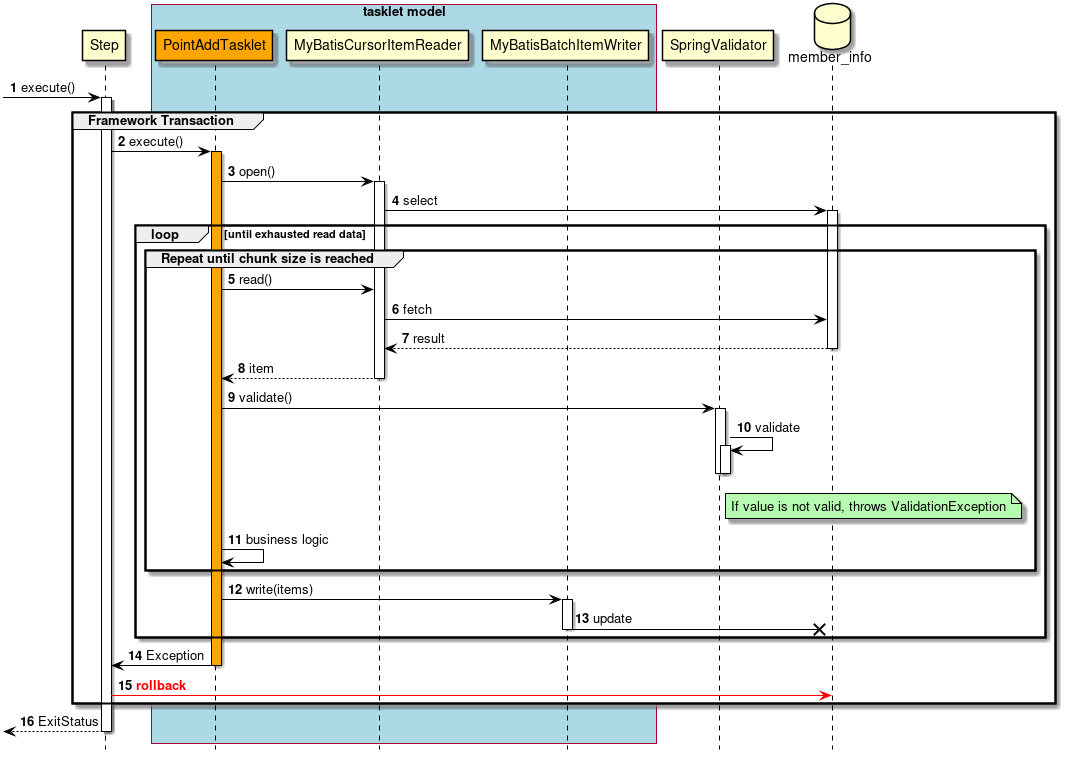 tasklet model
Step
PointAddTasklet
MyBatisCursorItemReader
MyBatisBatchItemWriter
SpringValidator
member_info
1 execute()
Framework Transaction
2 execute()
3 open()
4 select
loop
[until exhausted read data]
Repeat until chunk size is reached
5 read()
6 fetch
7 result
8 item
9 validate()
10 validate
If value is not valid, throws ValidationException
11 business logic
12 write(items)
13 update
14 Exception
15 rollback
16 ExitStatus